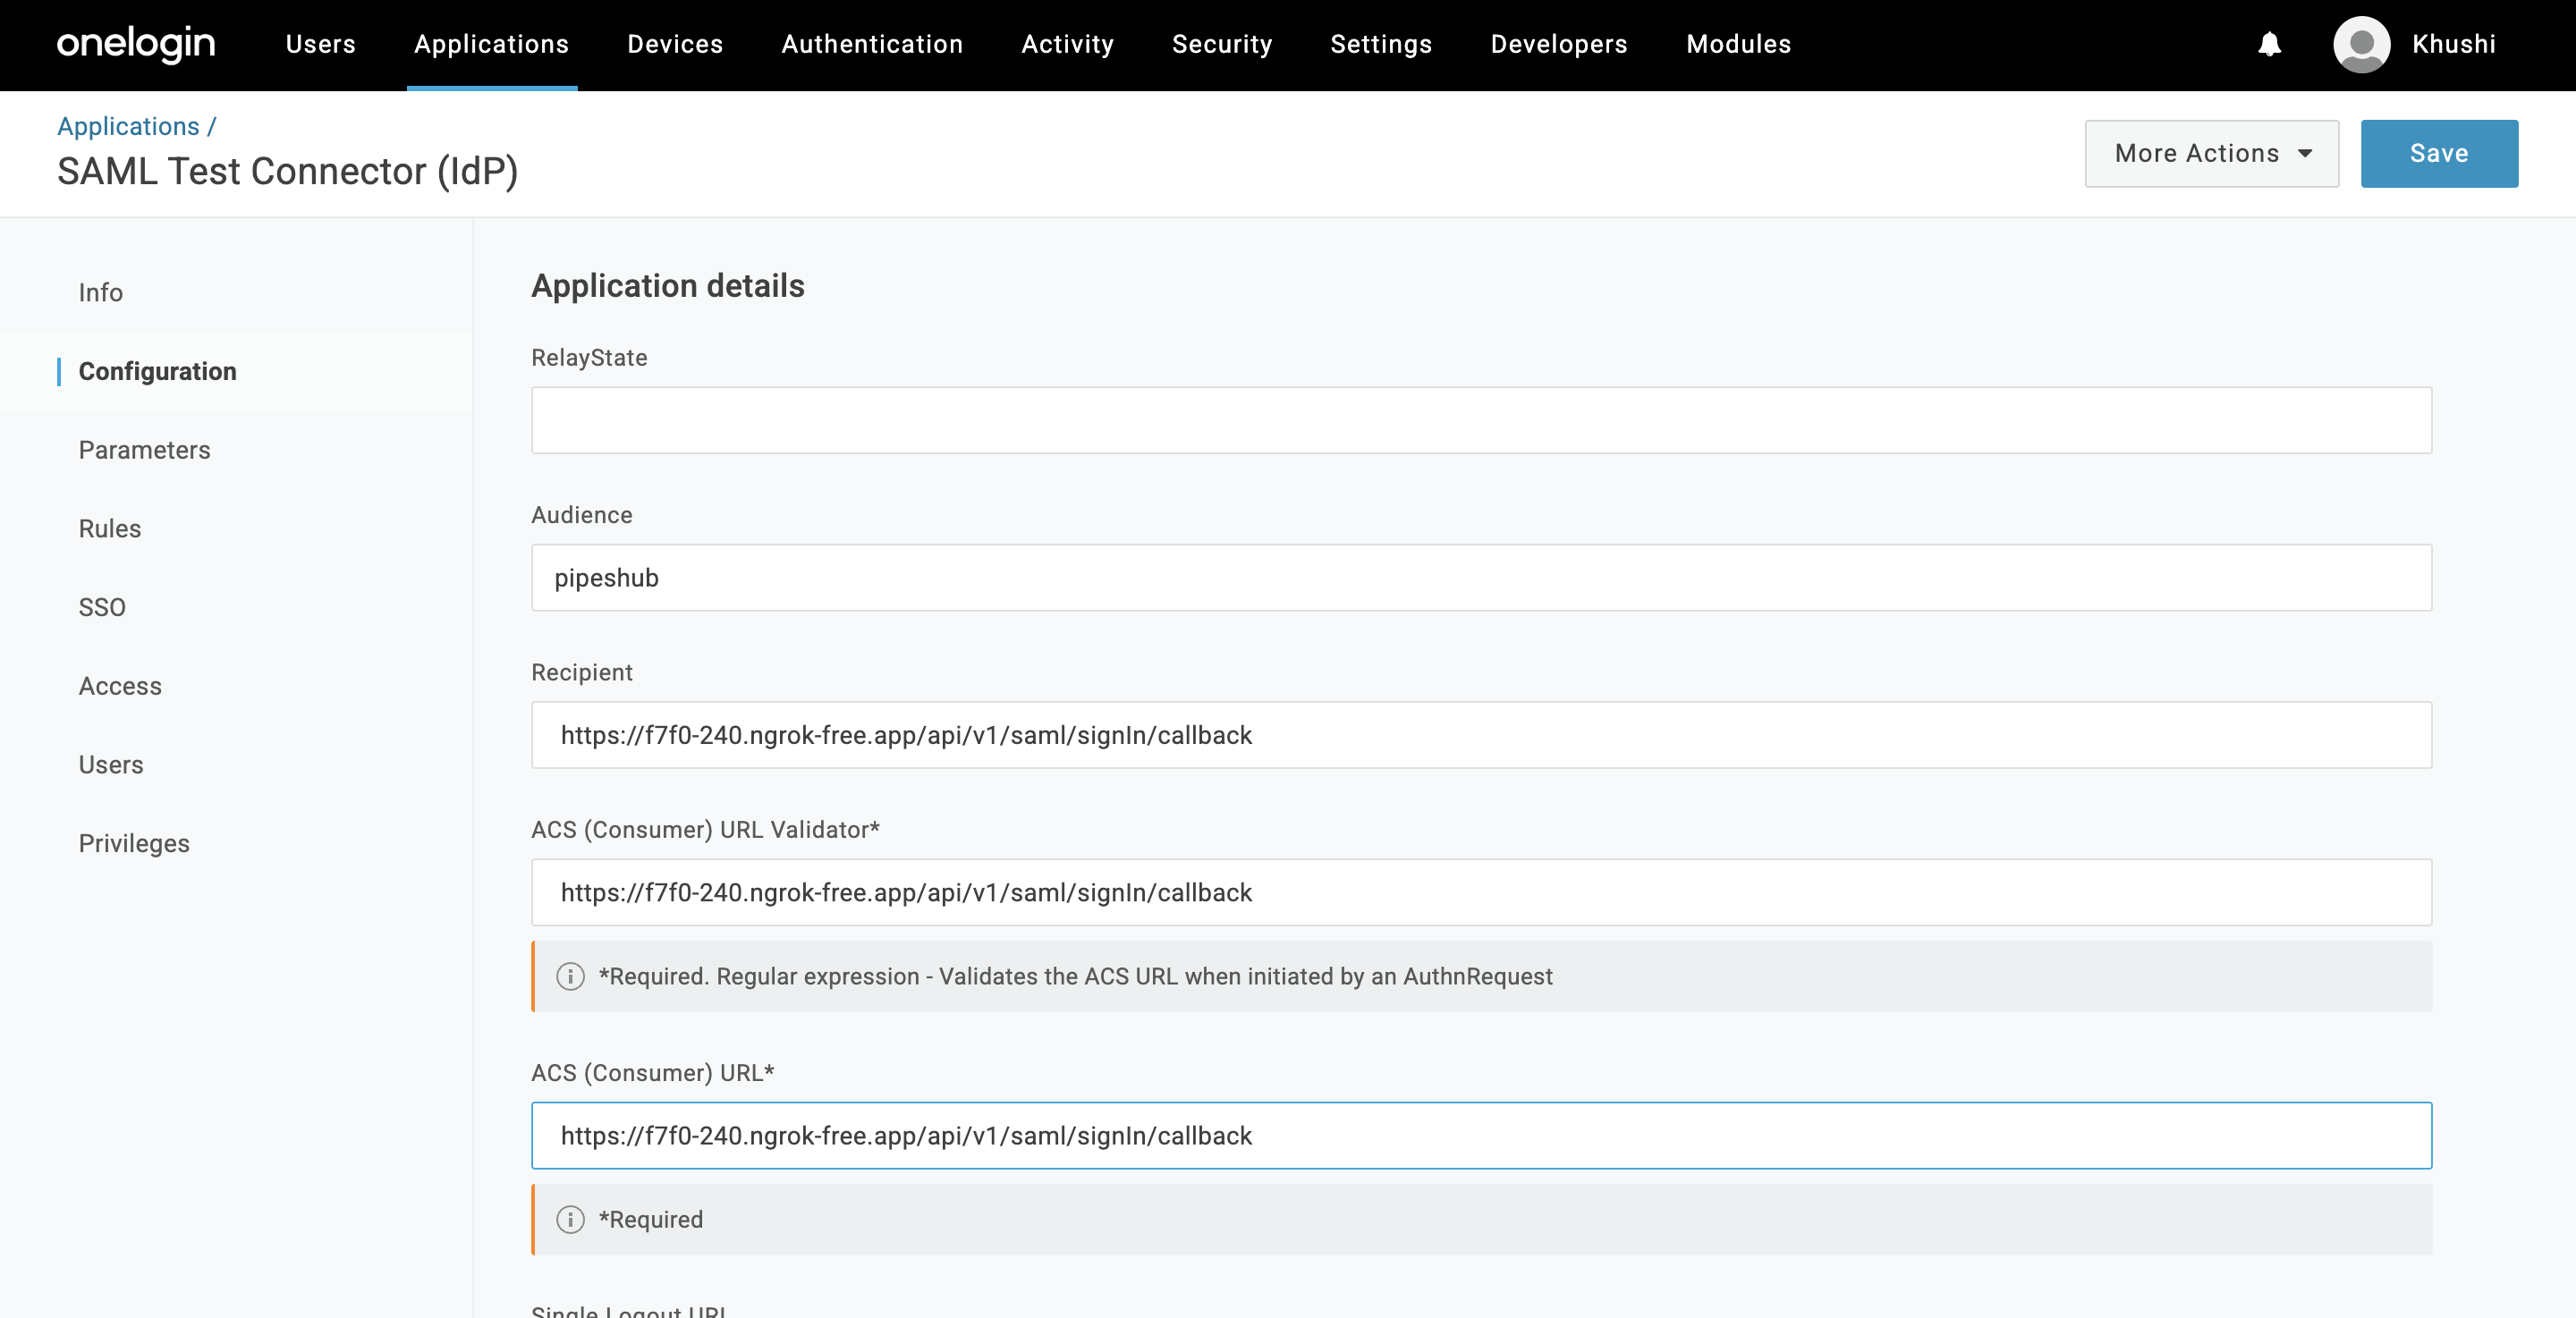 onelogin Users Applications Devices Authentication Activity Security Settings Developers Modules Khushi
Applications /
SAML Test Connector (IdP)
More Actions Save
Info
Configuration
Parameters
Rules
SSO
Access
Users
Privileges
Application details
RelayState
Audience
pipeshub
Recipient
https://f7f0-240.ngrok-free.app/api/v1/saml/signIn/callback
ACS (Consumer) URL Validator*
https://f7f0-240.ngrok-free.app/api/v1/saml/signIn/callback
*Required. Regular expression - Validates the ACS URL when initiated by an AuthnRequest
ACS (Consumer) URL*
https://f7f0-240.ngrok-free.app/api/v1/saml/signIn/callback
*Required
Single Logout URL